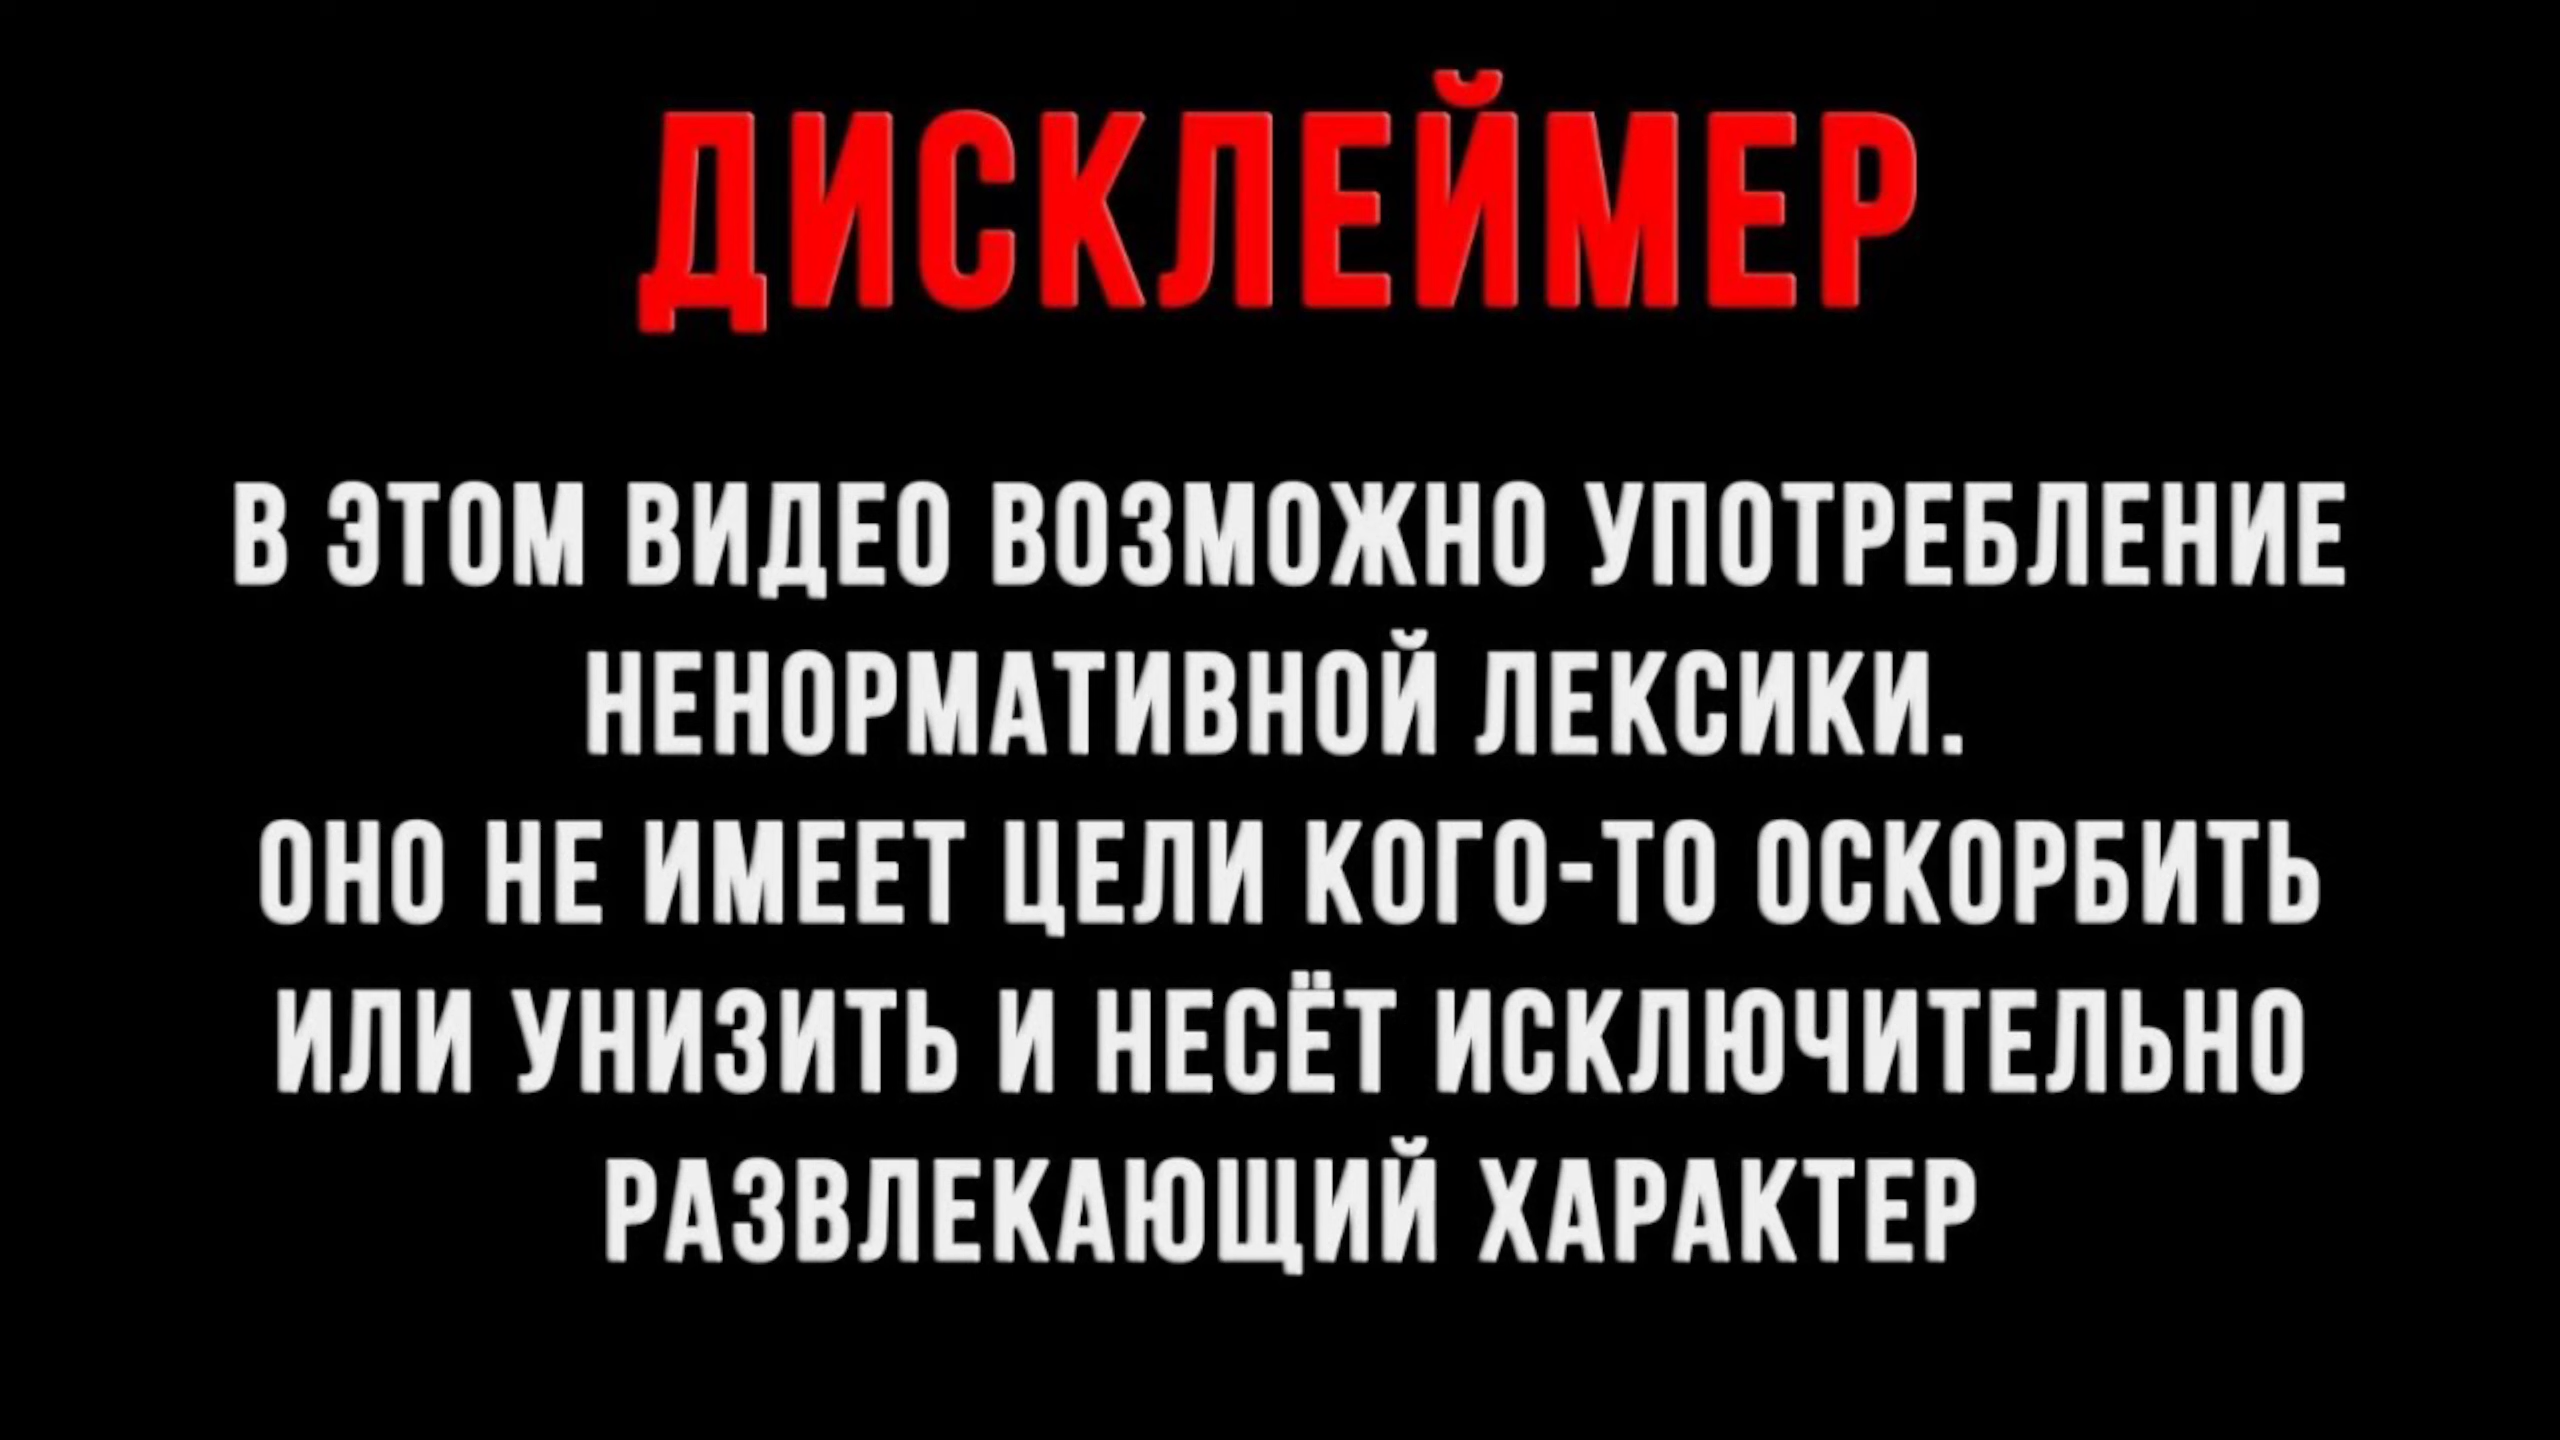 ДИСКЛЕЙМЕР
В ЭТОМ ВИДЕО ВОЗМОЖНО УПОТРЕБЛЕНИЕ
НЕНОРМАТИВНОЙ ЛЕКСИКИ.
ОНО НЕ ИМЕЕТ ЦЕЛИ КОГО-ТО ОСКОРБИТЬ
ИЛИ УНИЗИТЬ И НЕСЁТ ИСКЛЮЧИТЕЛЬНО
РАЗВЛЕКАЮЩИЙ ХАРАКТЕР